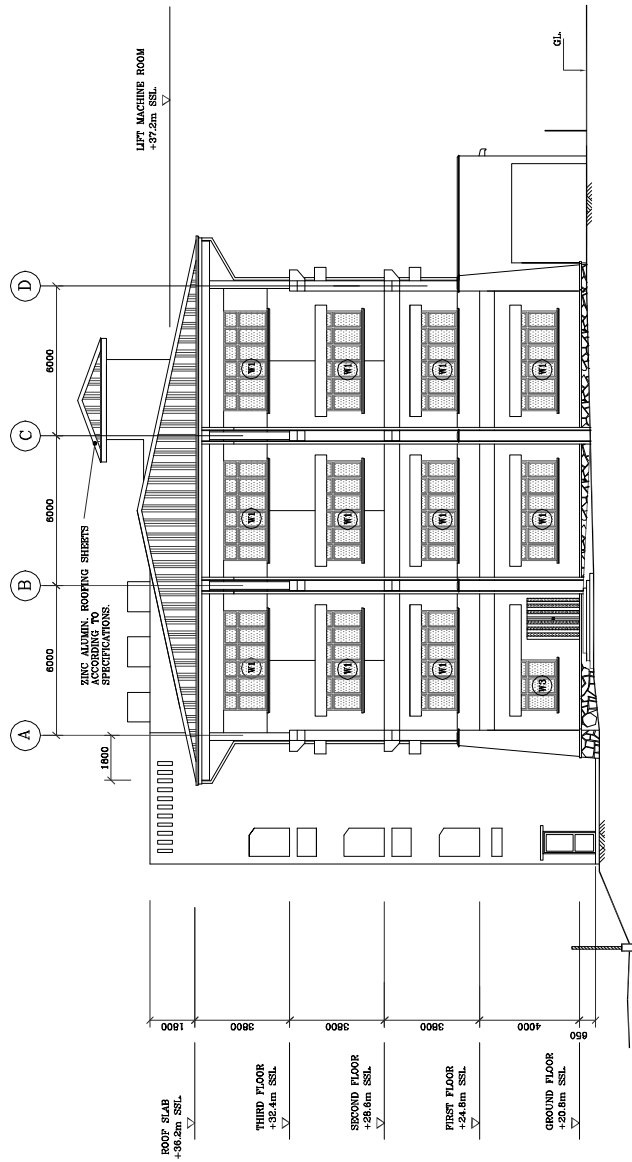 A
B
C
D
6000
6000
6000
1800
LIFT MACHINE ROOM
+37.2m SSL
ZINC ALUMIN. ROOFING SHEETS
ACCORDING TO
SPECIFICATIONS.
W1
W1
W1
W1
W1
W1
W1
W1
W1
W3
W1
W1
GL
1800
3800
3800
3800
4000
650
ROOF SLAB
+36.2m SSL
THIRD FLOOR
+32.4m SSL
SECOND FLOOR
+28.6m SSL
FIRST FLOOR
+24.8m SSL
GROUND FLOOR
+20.8m SSL